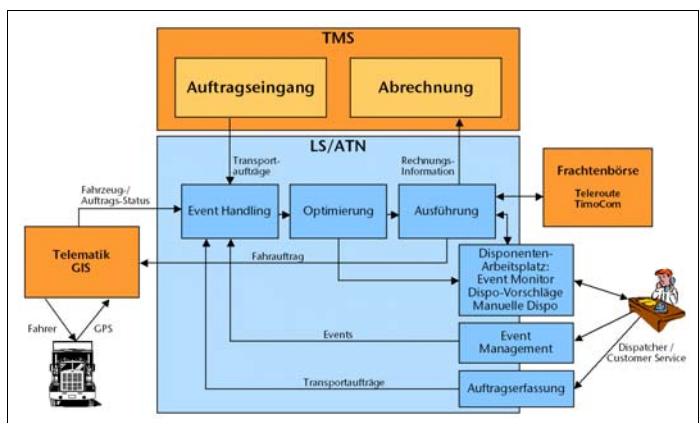 TMS
Auftragseingang
Abrechnung
LS/ATN
Transport-
aufträge
Rechnungs-
Information
Frachtenbörse
Teleroute
TimoCom
Fahrzeug-/
Auftrags-Status
Event Handling
Optimierung
Ausführung
Telematik
GIS
Fahrauftrag
Disponenten-
Arbeitsplatz:
Event Monitor
Dispo-Vorschläge
Manuelle Dispo
Fahrer
GPS
Events
Event
Management
Dispatcher /
Customer Service
Transportaufträge
Auftragserfassung